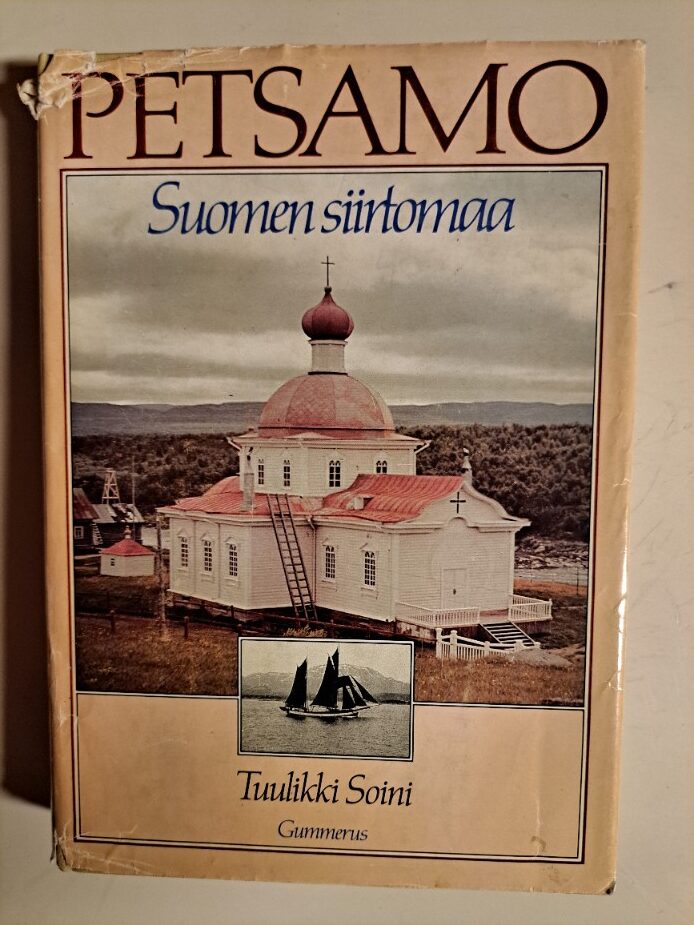 PETSAMO
Suomen siirtomaa
Tuulikki Soini
Gummerus